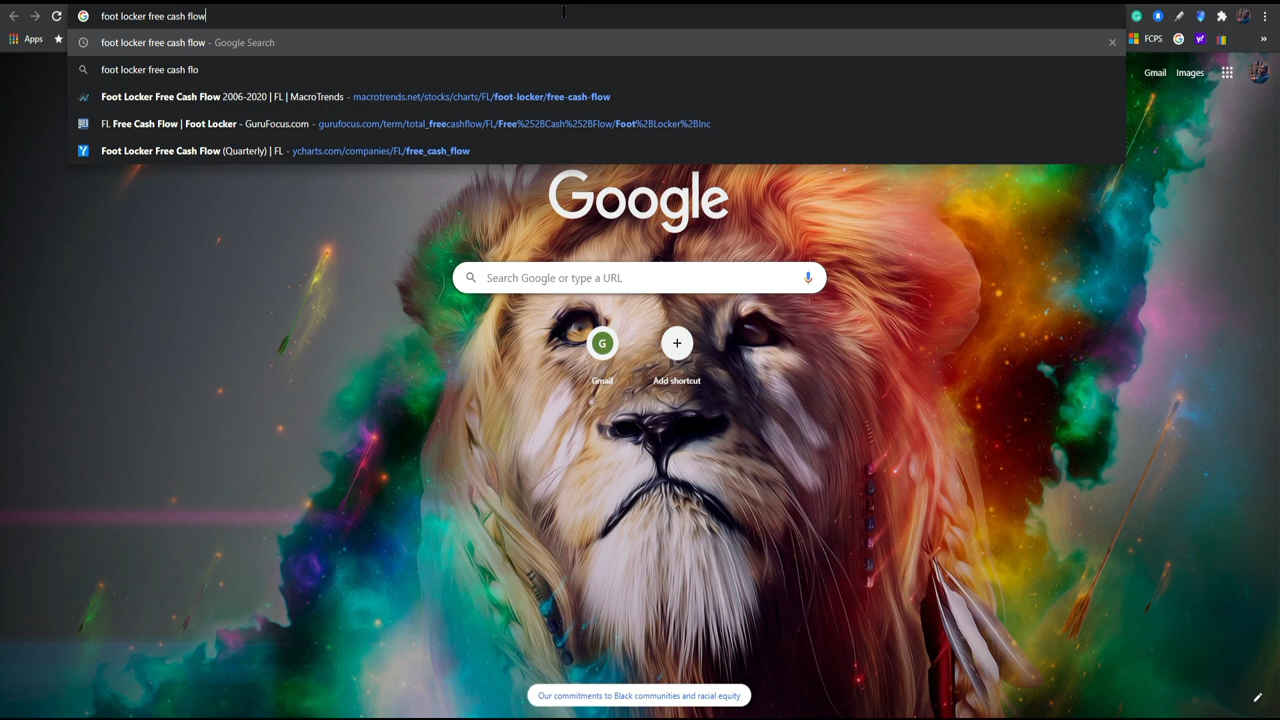 foot locker free cash flow
Apps
foot locker free cash flow - Google Search
FCPS
foot locker free cash flo
Gmail Images
Foot Locker Free Cash Flow 2006-2020 | FL | MacroTrends - macrotrends.net/stocks/charts/FL/foot-locker/free-cash-flow
FL Free Cash Flow | Foot Locker - GuruFocus.com - gurufocus.com/term/total_freecashflow/FL/Free%252BCash%252BFlow/Foot%2BLocker%2BInc
Foot Locker Free Cash Flow (Quarterly) | FL - ycharts.com/companies/FL/free_cash_flow
Google
Search Google or type a URL
G
Gmail Add shortcut
Our commitments to Black communities and racial equity